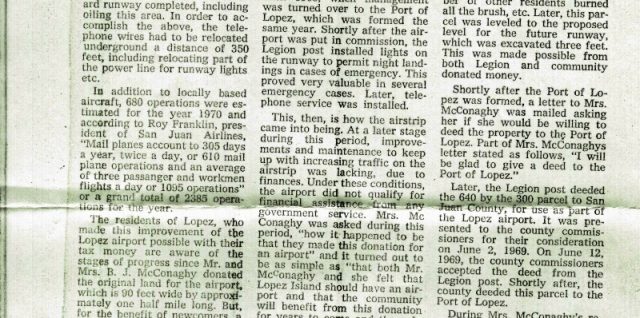 ard runway completed, including
oiling this area. In order to ac-
complish the above, the tele-
phone wires had to be relocated
underground a distance of 350
feet, including relocating part of
the power line for runway lights
etc.
In addition to locally based
aircraft, 680 operations were es-
timated for the year 1970 and
according to Roy Franklin, pres-
ident of San Juan Airlines,
"Mail planes account to 305 days
a year, twice a day, or 610 mail
plane operations and an average
of three passanger and workmen
flights a day or 1095 operations"
or a grand total of 2385 opera-
tions for the year.
The residents of Lopez, who
made this improvement of the
Lopez airport possible with their
tax money are aware of the
stages of progress since Mr. and
Mrs. B. J. McConaghy donated
the original land for the airport,
which is 90 feet wide by approxi-
mately one half mile long. But,
for the benefit of newcomers a
was turned over to the Port of
Lopez, which was formed the
same year. Shortly after the air-
port was put in commission, the
Legion post installed lights on
the runway to permit night land-
ings in cases of emergency. This
proved very valuable in several
emergency cases. Later, tele-
phone service was installed.
This, then, is how the airstrip
came into being. At a later stage
during this period, improve-
ments and maintenance to keep
up with increasing traffic on the
airstrip was lacking, due to
finances. Under these conditions,
the airport did not qualify for
financial assistance from any
government service. Mrs. Mc
Conaghy was asked during this
period, "how it happened to be
that they made this donation for
an airport" and it turned out to
be as simple as "that both Mr.
McConaghy and she felt that
Lopez Island should have an air-
port and that the community
will benefit from this donation
for years to come
ber of other residents burned
all the brush, etc. Later, this par-
cel was leveled to the proposed
level for the future runway,
which was excavated three feet.
This was made possible from
both Legion and community
donated money.
Shortly after the Port of Lo-
pez was formed, a letter to Mrs.
McConaghy was mailed asking
her if she would be willing to
deed the property to the Port of
Lopez. Part of Mrs. McConaghys
letter stated as follows, "I will
be glad to give a deed to the
Port of Lopez."
Later, the Legion post deeded
the 640 by the 300 parcel to San
Juan County, for use as part of
the Lopez airport. It was pre-
sented to the county commis-
sioners for their consideration
on June 2, 1969. On June 12,
1969, the county commissioners
accepted the deed from the
Legion post. Shortly after, the
county deeded this parcel to the
Port of Lopez.
During Mrs. McConaghy's re-